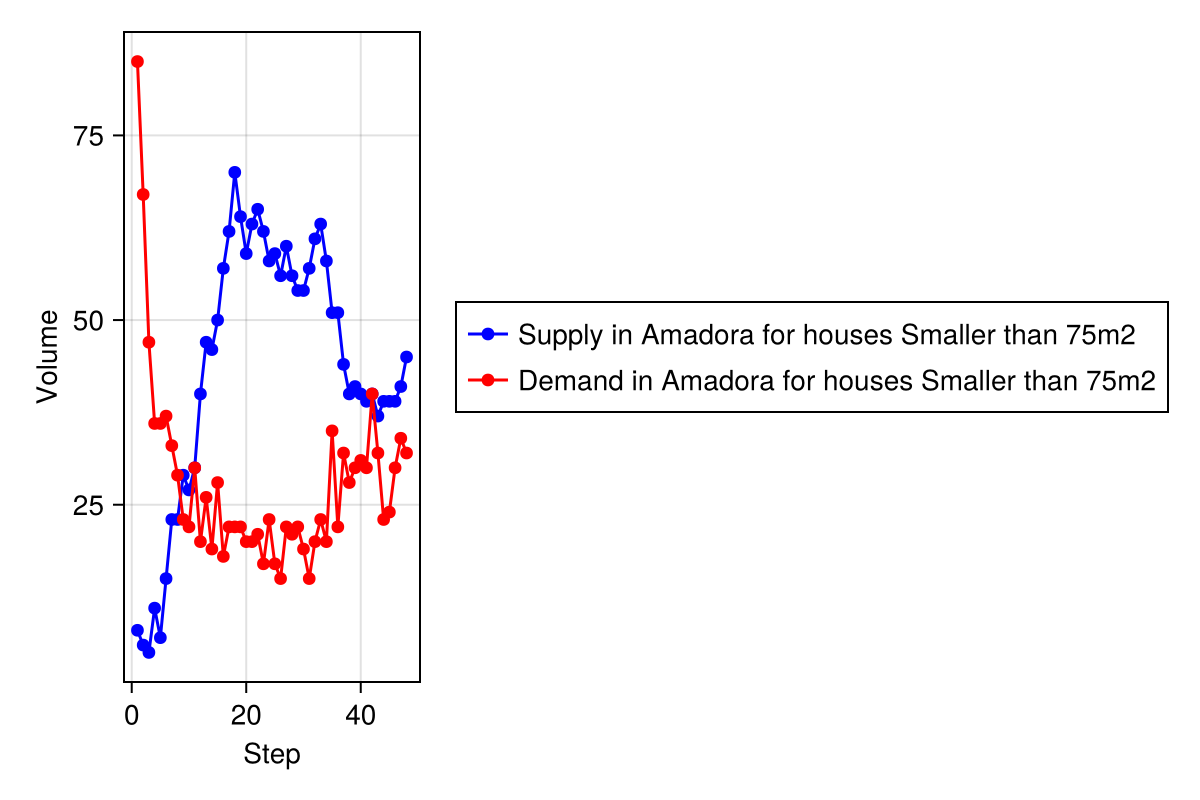 75
50
25
Volume
0 20 40
Step
Supply in Amadora for houses Smaller than 75m2
Demand in Amadora for houses Smaller than 75m2